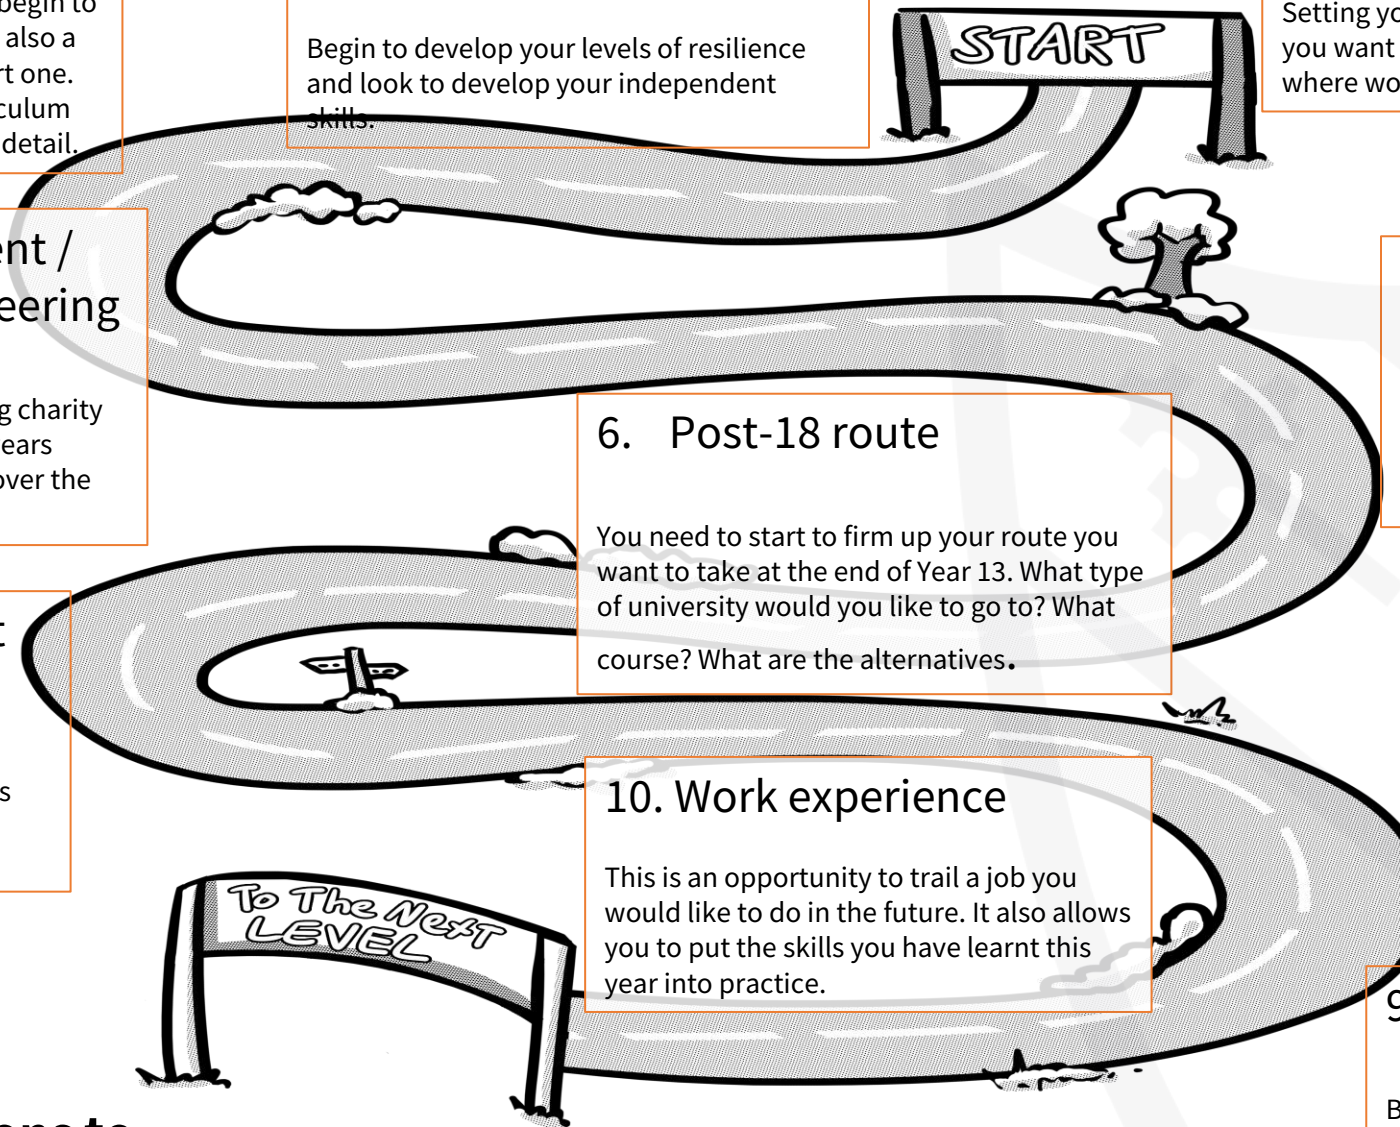 begin to
also a
rt one.
culum
detail.
Begin to develop your levels of resilience
and look to develop your independent
skills.
START
Setting yo
you want
where wo
ent /
eering
g charity
ears
over the
6. Post-18 route
You need to start to firm up your route you
want to take at the end of Year 13. What type
of university would you like to go to? What
course? What are the alternatives.
t
s
10. Work experience
This is an opportunity to trail a job you
would like to do in the future. It also allows
you to put the skills you have learnt this
year into practice.
To The Next
LEVEL
9
B